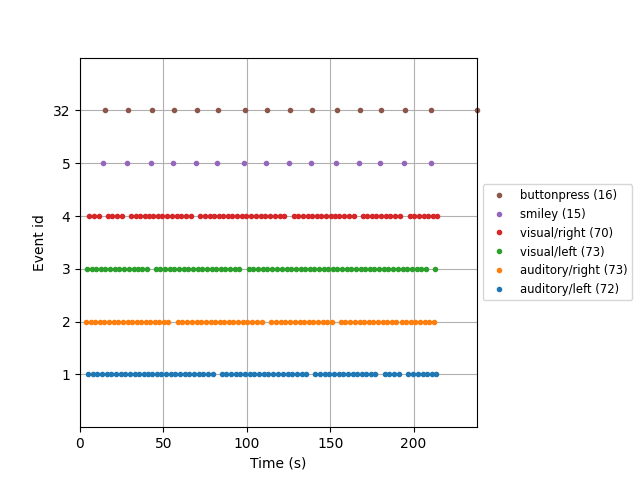 32
5
4
3
2
1
Event id
0 50 100 150 200
Time (s)
buttonpress (16)
smiley (15)
visual/right (70)
visual/left (73)
auditory/right (73)
auditory/left (72)